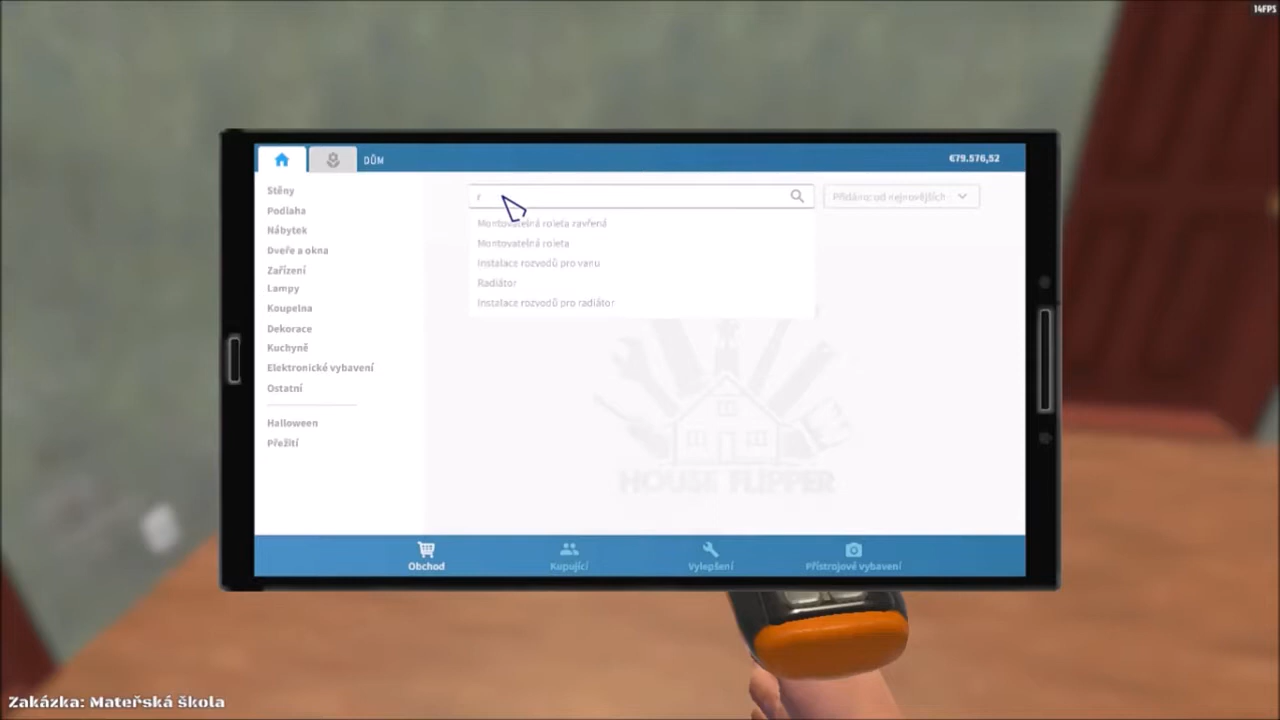 14FPS
DŮM
€79.576,52
Stěny
Podlaha
Nábytek
Dveře a okna
Zařízení
Lampy
Koupelna
Dekorace
Kuchyně
Elektronické vybavení
Ostatní
Halloween
Přežití
r
Přidáno: od nejnovějších
Montovatelná roleta zavřená
Montovatelná roleta
Instalace rozvodů pro vanu
Radiátor
Instalace rozvodů pro radiátor
HOUSE FLIPPER
Obchod
Kupující
Vylepšení
Přístrojové vybavení
Zakázka: Mateřská škola